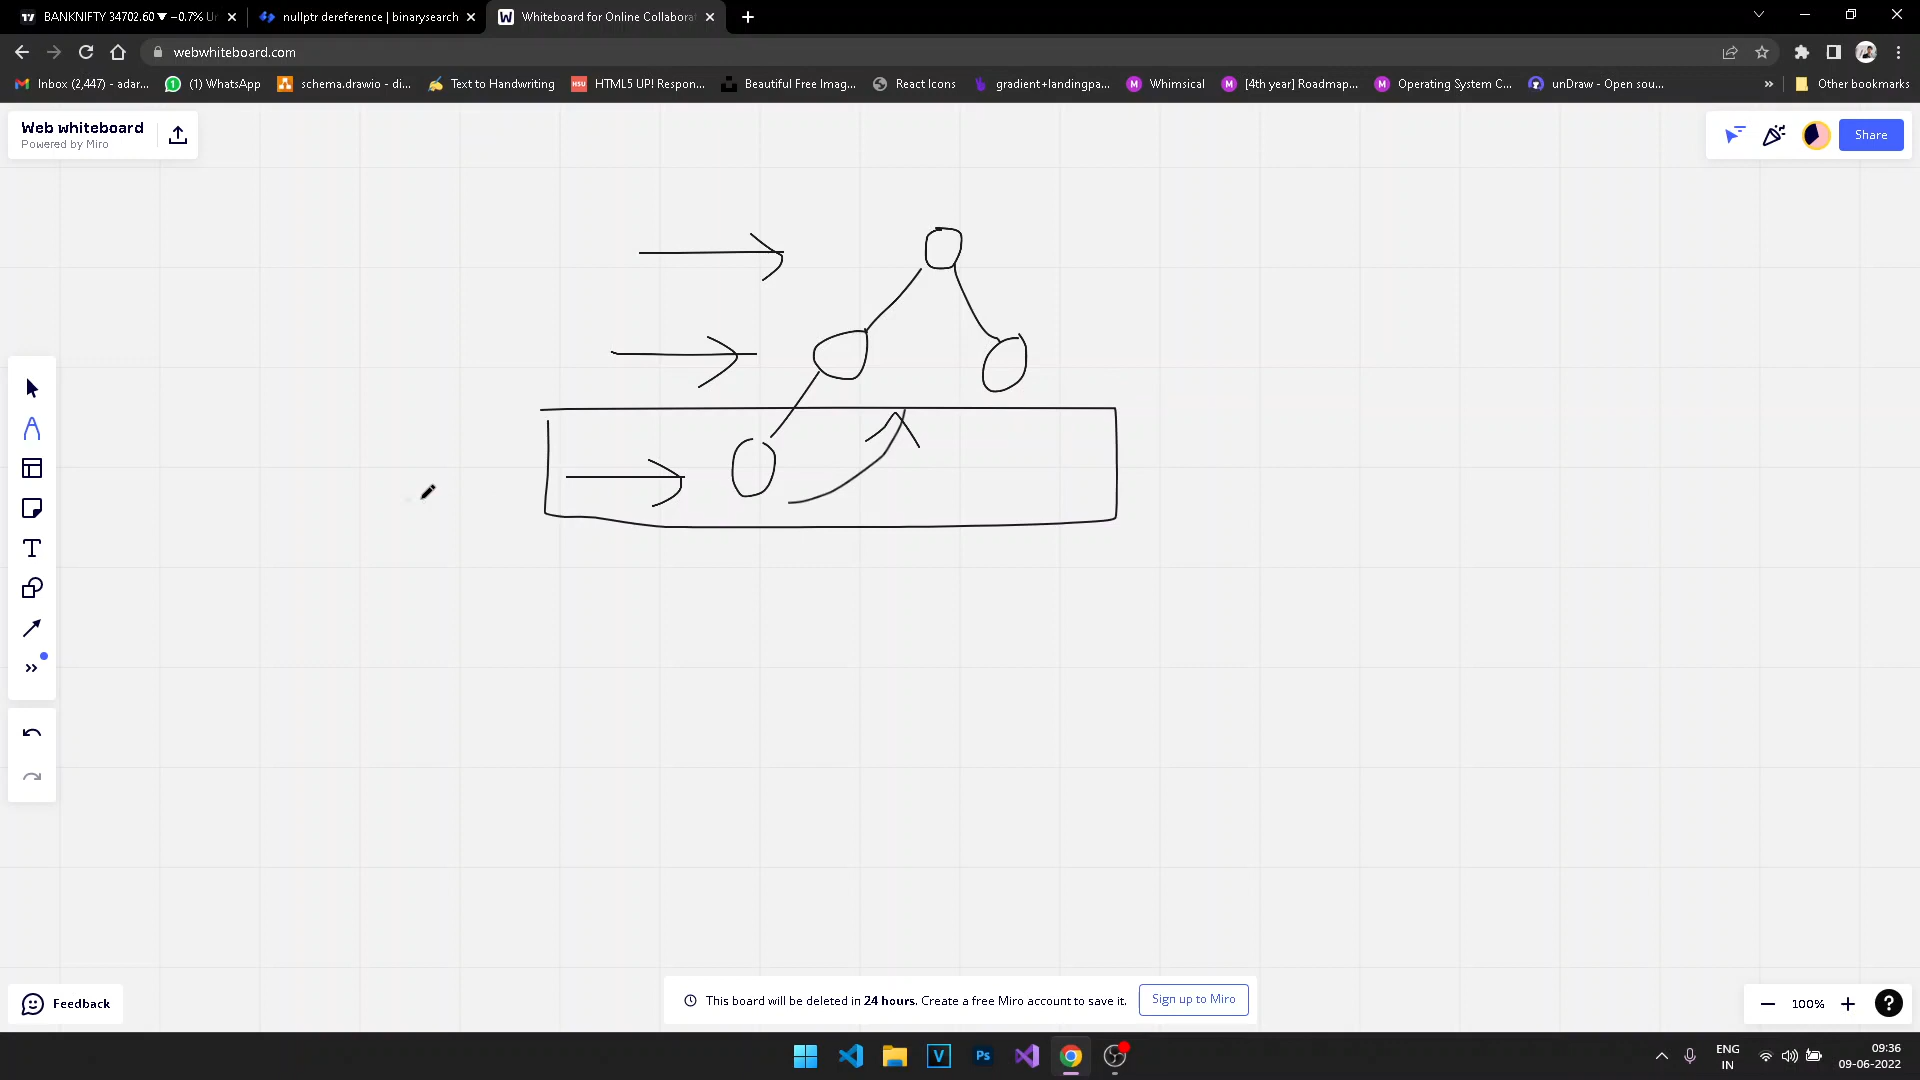 BANKNIFTY 34702.60 ▼ −0.7% Un
nullptr dereference | binarysearch
Whiteboard for Online Collaborat
webwhiteboard.com
Inbox (2,447) - adar...
(1) WhatsApp
schema.drawio - di...
Text to Handwriting
HTML5 UP! Respon...
Beautiful Free Imag...
React Icons
gradient+landingpa...
Whimsical
[4th year] Roadmap...
Operating System C...
unDraw - Open sou...
»
Other bookmarks
Web whiteboard
Powered by Miro
Share
Feedback
This board will be deleted in 24 hours. Create a free Miro account to save it.
Sign up to Miro
100%
ENG
IN
09:36
09-06-2022